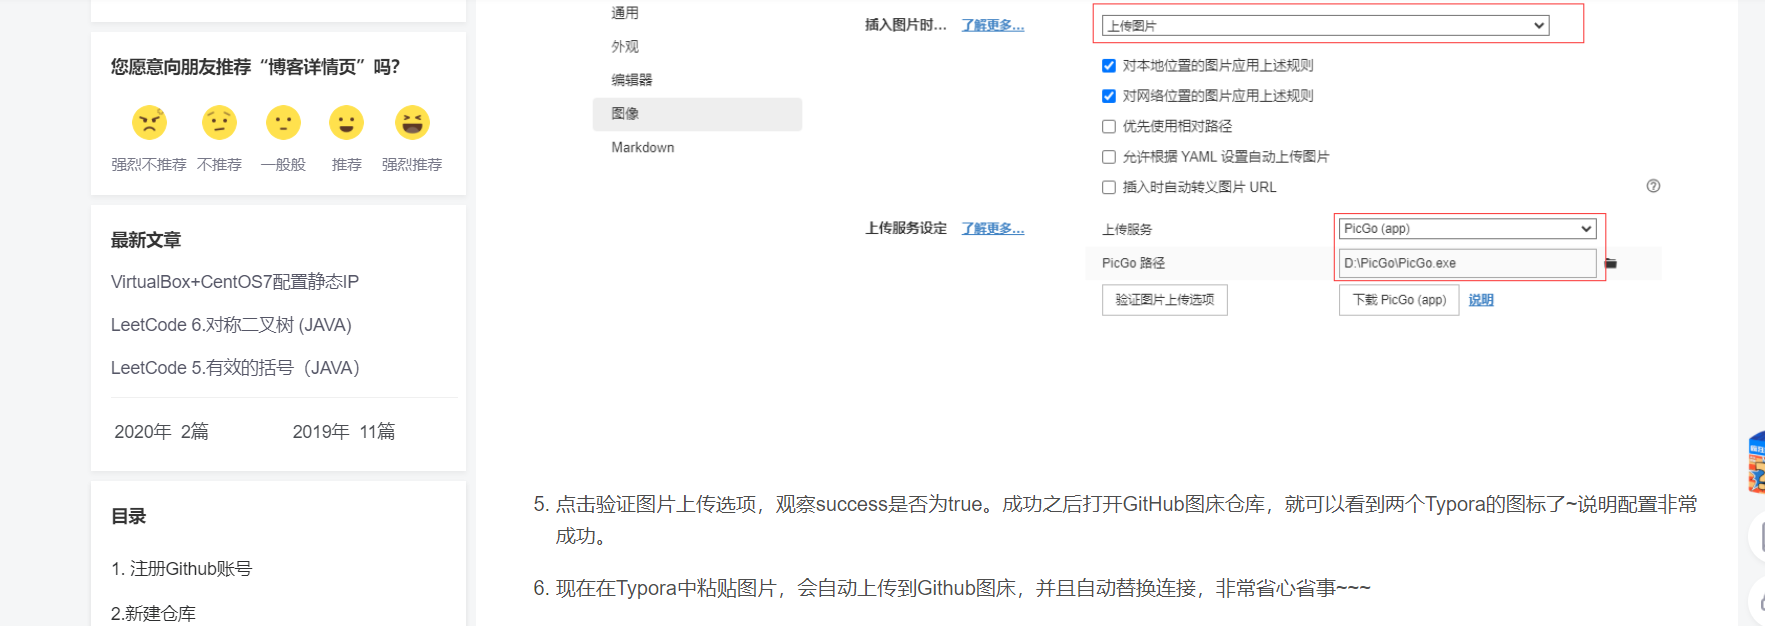 您愿意向朋友推荐“博客详情页”吗？
强烈不推荐 不推荐 一般般 推荐 强烈推荐
最新文章
VirtualBox+CentOS7配置静态IP
LeetCode 6.对称二叉树 (JAVA)
LeetCode 5.有效的括号（JAVA）
2020年 2篇 2019年 11篇
目录
1. 注册Github账号
2.新建仓库
通用
外观
编辑器
图像
Markdown
插入图片时... 了解更多... 上传图片
对本地位置的图片应用上述规则
对网络位置的图片应用上述规则
优先使用相对路径
允许根据 YAML 设置自动上传图片
插入时自动转义图片 URL
上传服务设定 了解更多... 上传服务 PicGo (app)
PicGo 路径 D:\PicGo\PicGo.exe
验证图片上传选项 下载 PicGo (app) 说明
5. 点击验证图片上传选项，观察success是否为true。成功之后打开GitHub图床仓库，就可以看到两个Typora的图标了~说明配置非常
成功。
6. 现在在Typora中粘贴图片，会自动上传到Github图床，并且自动替换连接，非常省心省事~~~